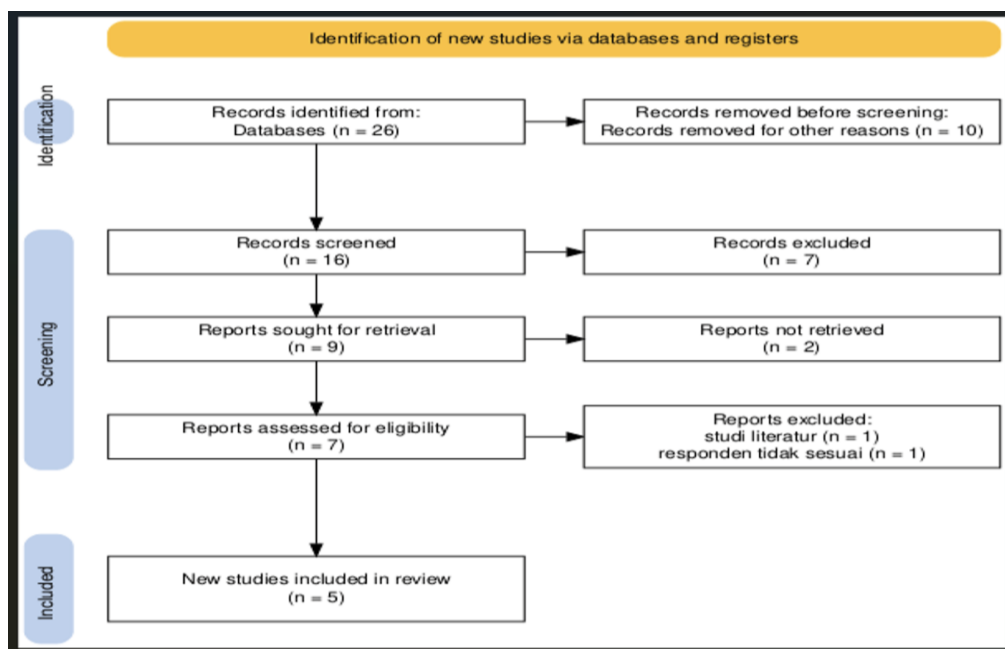 Identification of new studies via databases and registers
Identification
Records identified from:
Databases (n = 26)
Records removed before screening:
Records removed for other reasons (n = 10)
Screening
Records screened
(n = 16)
Records excluded
(n = 7)
Reports sought for retrieval
(n = 9)
Reports not retrieved
(n = 2)
Reports assessed for eligibility
(n = 7)
Reports excluded:
studi literatur (n = 1)
responden tidak sesuai (n = 1)
Included
New studies included in review
(n = 5)